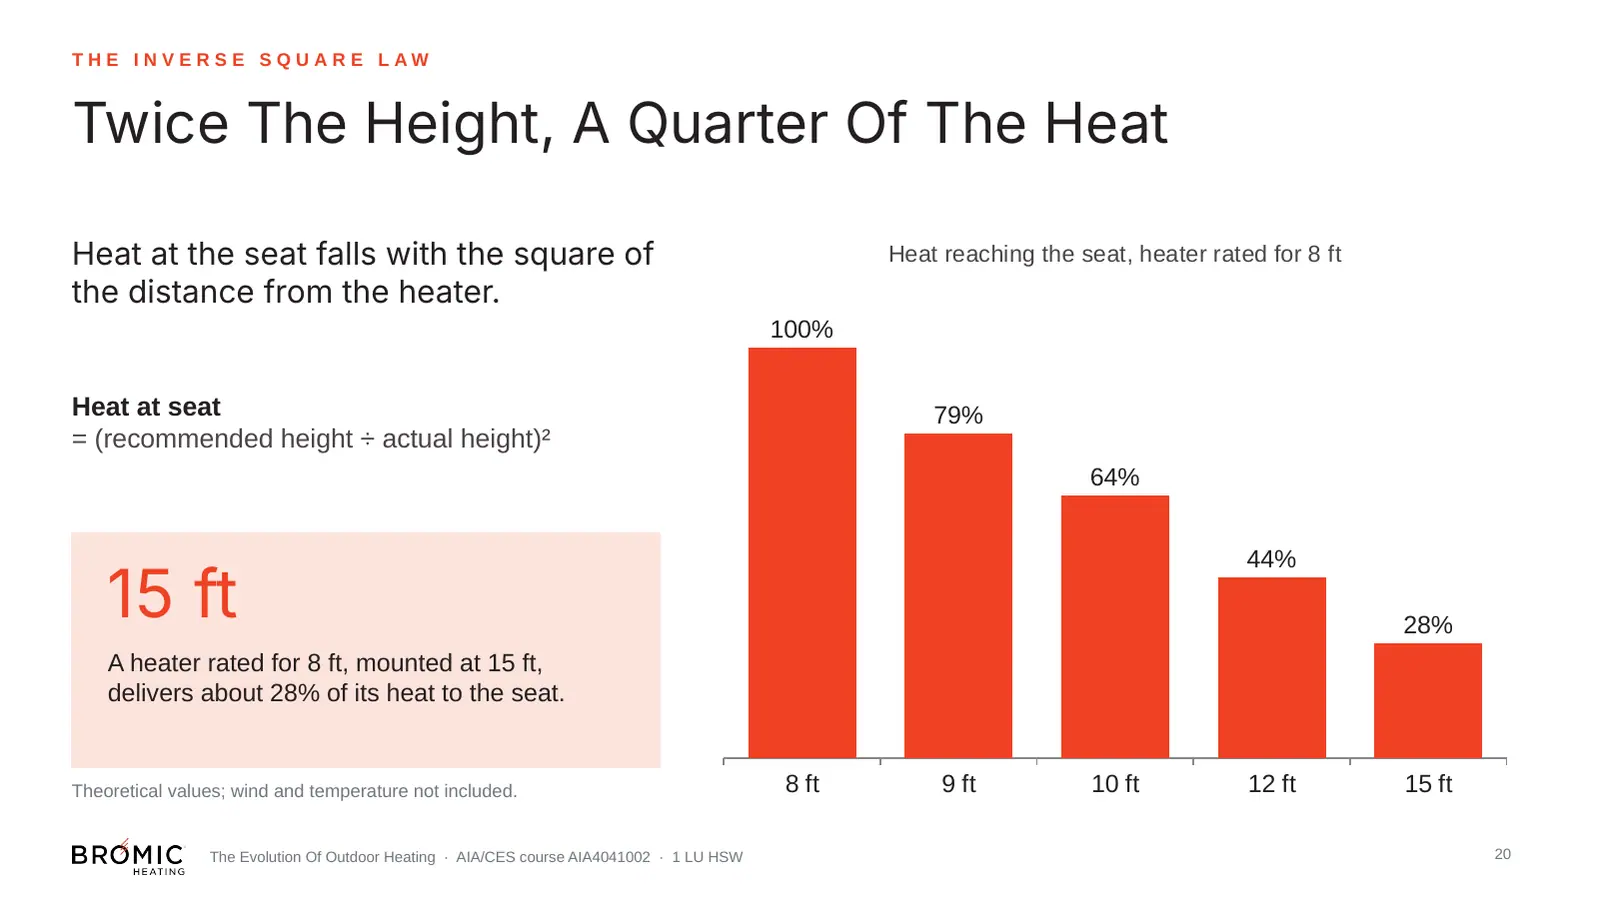 THE INVERSE SQUARE LAW
Twice The Height, A Quarter Of The Heat
Heat at the seat falls with the square of
the distance from the heater.
Heat at seat
= (recommended height ÷ actual height)²
15 ft
A heater rated for 8 ft, mounted at 15 ft,
delivers about 28% of its heat to the seat.
Theoretical values; wind and temperature not included.
Heat reaching the seat, heater rated for 8 ft
100%
79%
64%
44%
28%
8 ft
9 ft
10 ft
12 ft
15 ft
BROMIC
HEATING
The Evolution Of Outdoor Heating · AIA/CES course AIA4041002 · 1 LU HSW
20